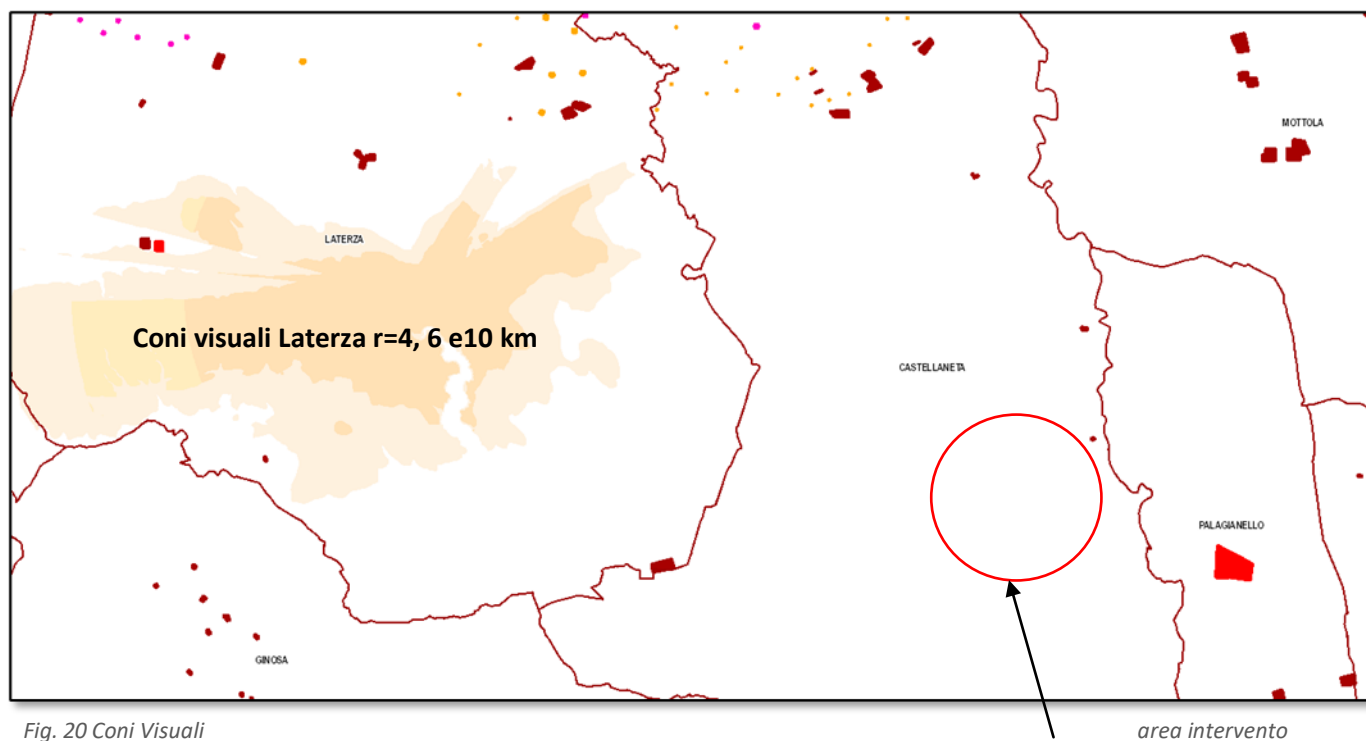 MOTTOLA
LATERZA
Coni visuali Laterza r=4, 6 e10 km
CASTELLANETA
PALAGIANELLO
GINOSA
Fig. 20 Coni Visuali
area intervento